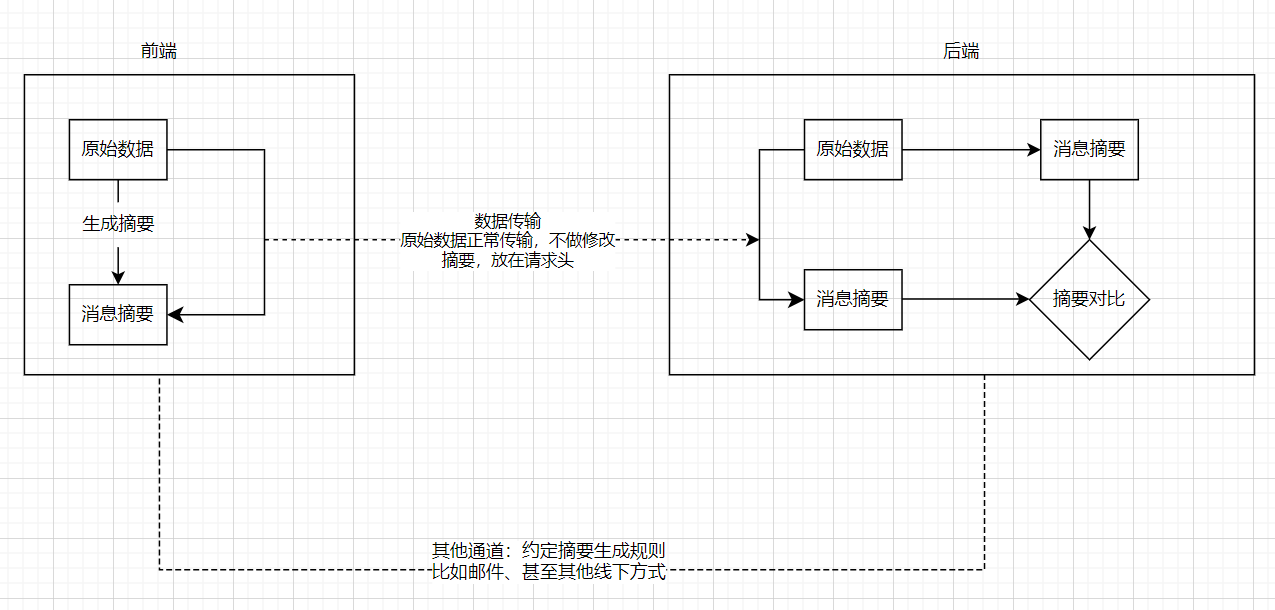 前端
后端
原始数据
生成摘要
消息摘要
数据传输
原始数据正常传输，不做修改
摘要，放在请求头
原始数据
消息摘要
消息摘要
摘要对比
其他通道：约定摘要生成规则
比如邮件、甚至其他线下方式